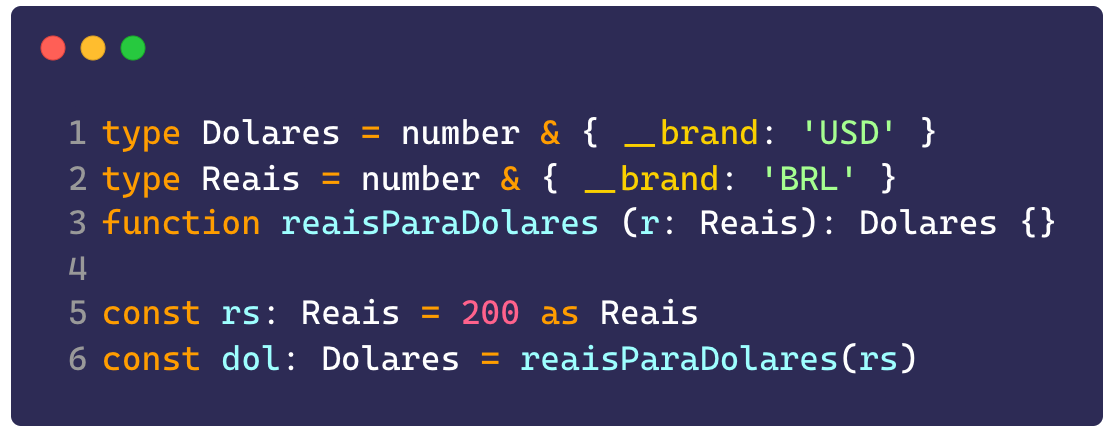 1 type Dolares = number & { __brand: 'USD' }
2 type Reais = number & { __brand: 'BRL' }
3 function reaisParaDolares (r: Reais): Dolares {}
4
5 const rs: Reais = 200 as Reais
6 const dol: Dolares = reaisParaDolares(rs)